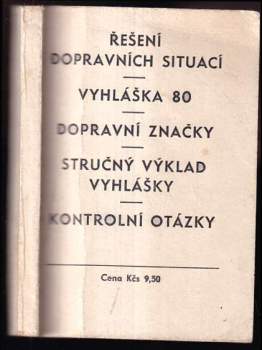 ŘEŠENÍ
DOPRAVNÍCH SITUACÍ
VYHLÁŠKA 80
DOPRAVNÍ ZNAČKY
STRUČNÝ VÝKLAD
VYHLÁŠKY
KONTROLNÍ OTÁZKY
Cena Kčs 9,50